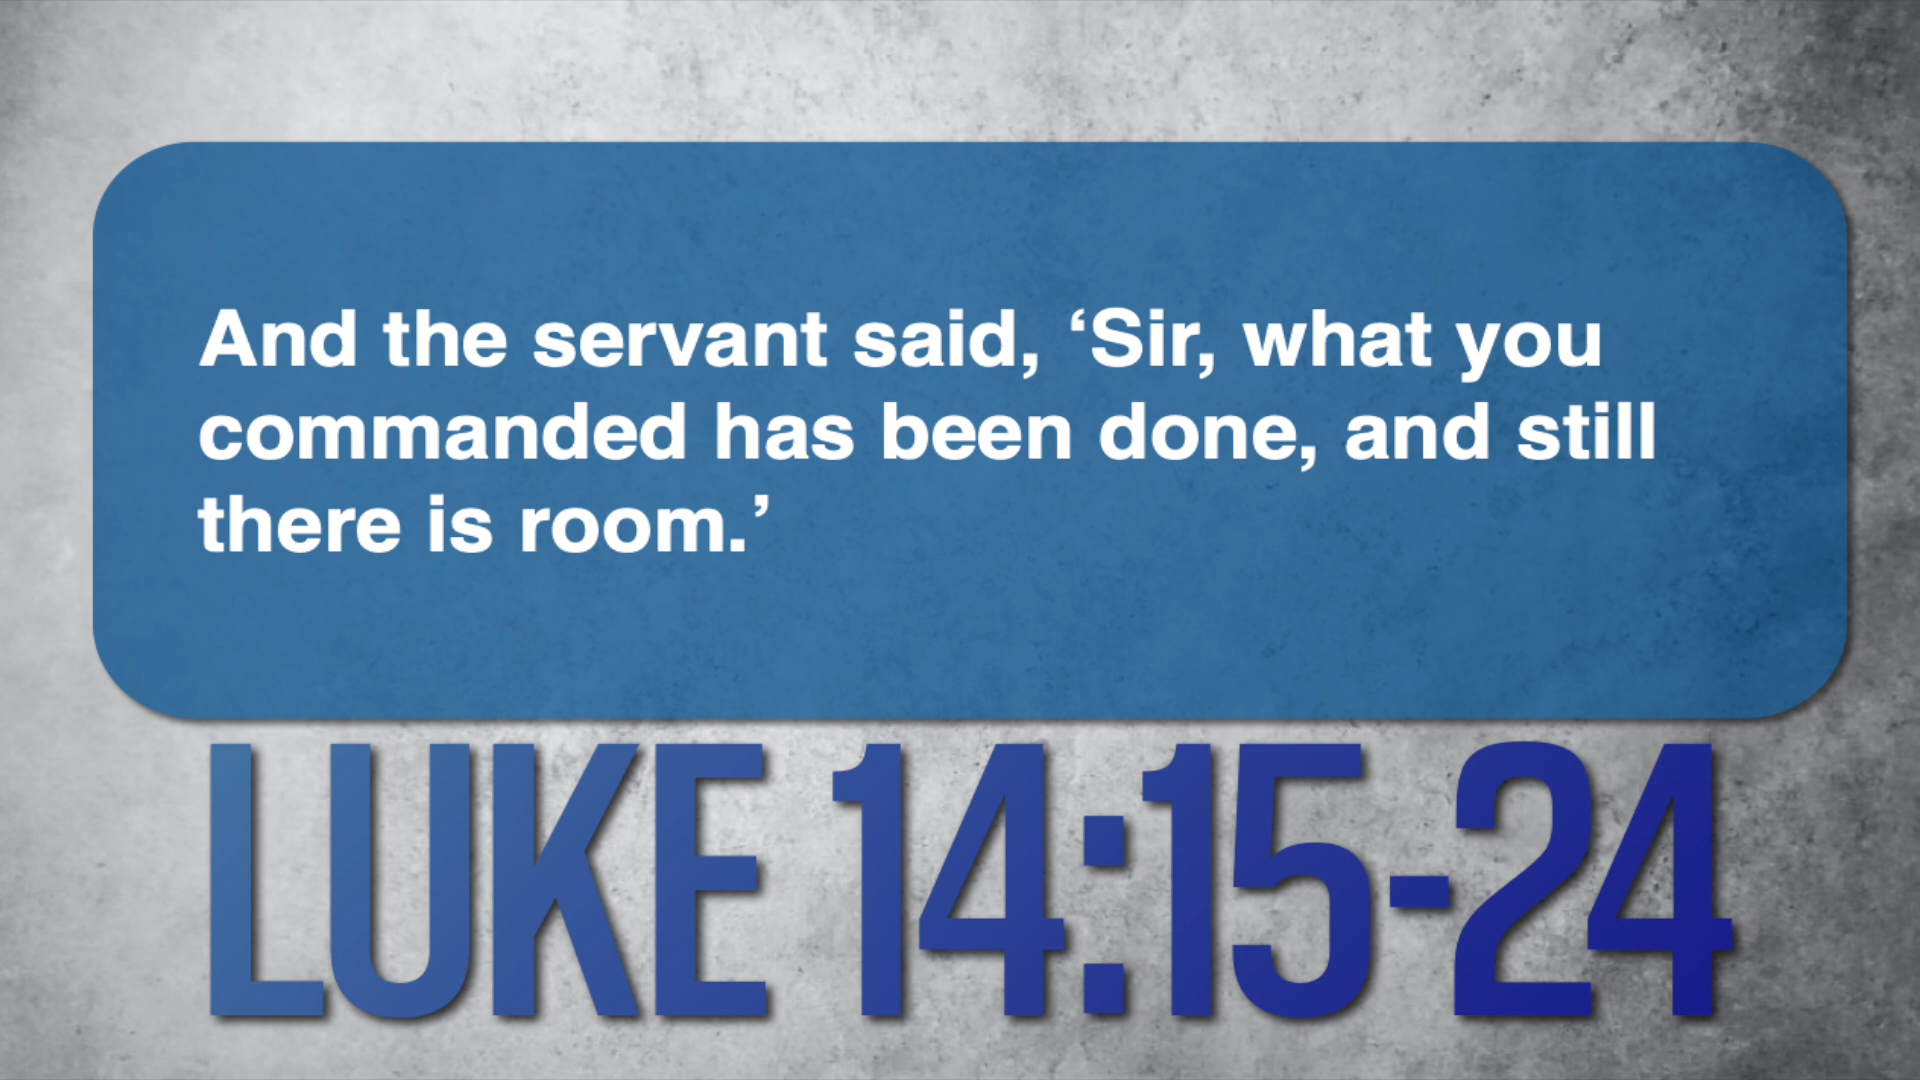 And the servant said, ‘Sir, what you
commanded has been done, and still
there is room.’
LUKE 14:15-24